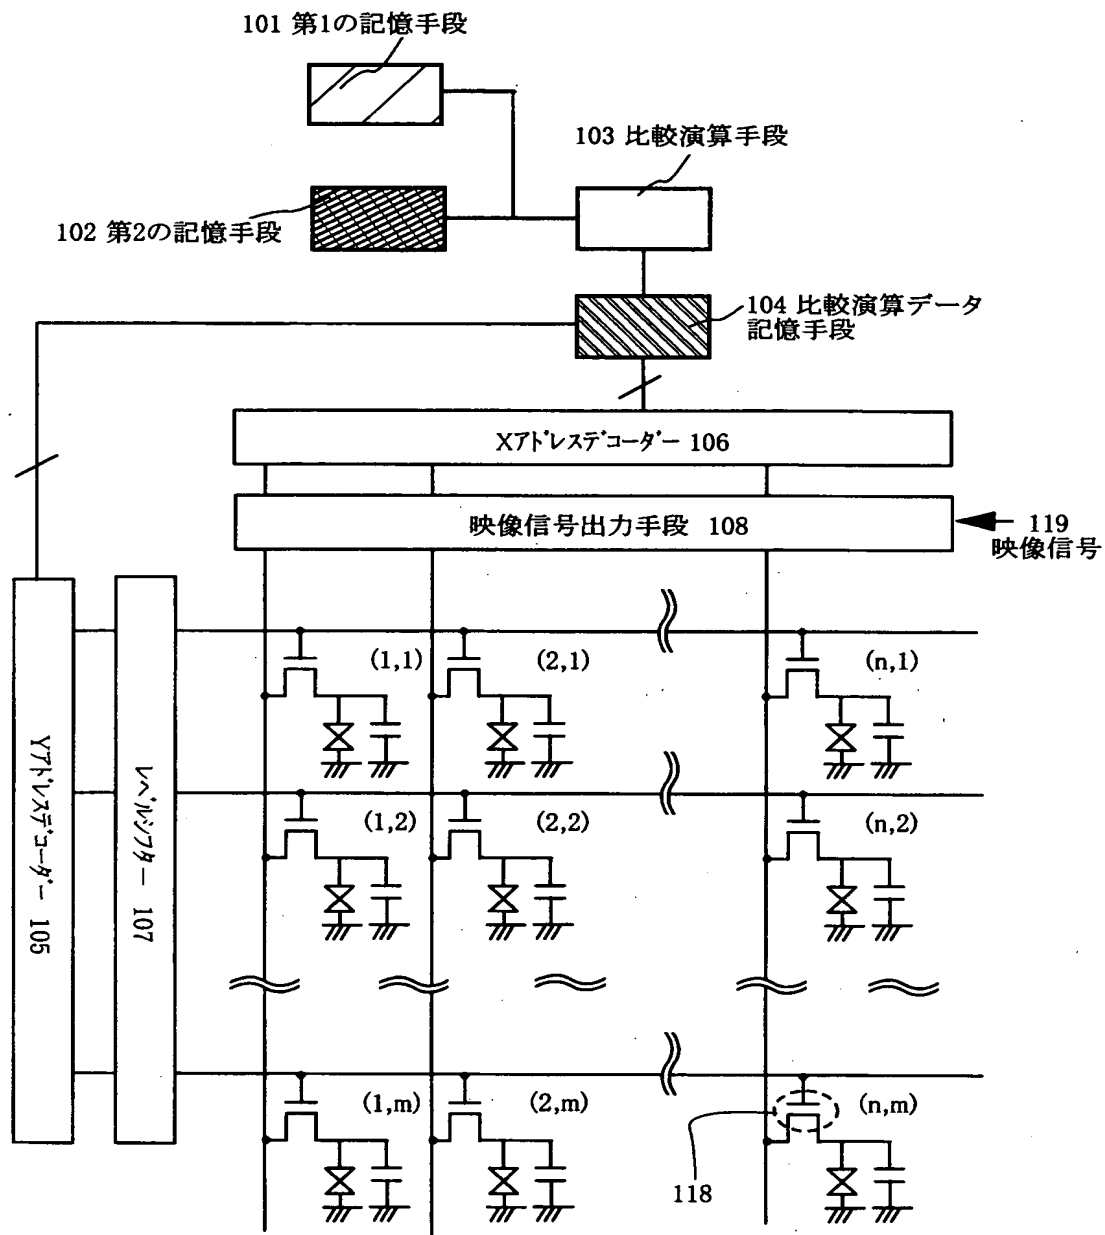 101 第1の記憶手段
103 比較演算手段
102 第2の記憶手段
104 比較演算データ
記憶手段
Xアドレスデコーダー 106
映像信号出力手段 108
119
映像信号
Yアドレスデコーダー 105
レベルシフター 107
(1,1)
(2,1)
(n,1)
(1,2)
(2,2)
(n,2)
(1,m)
(2,m)
(n,m)
118